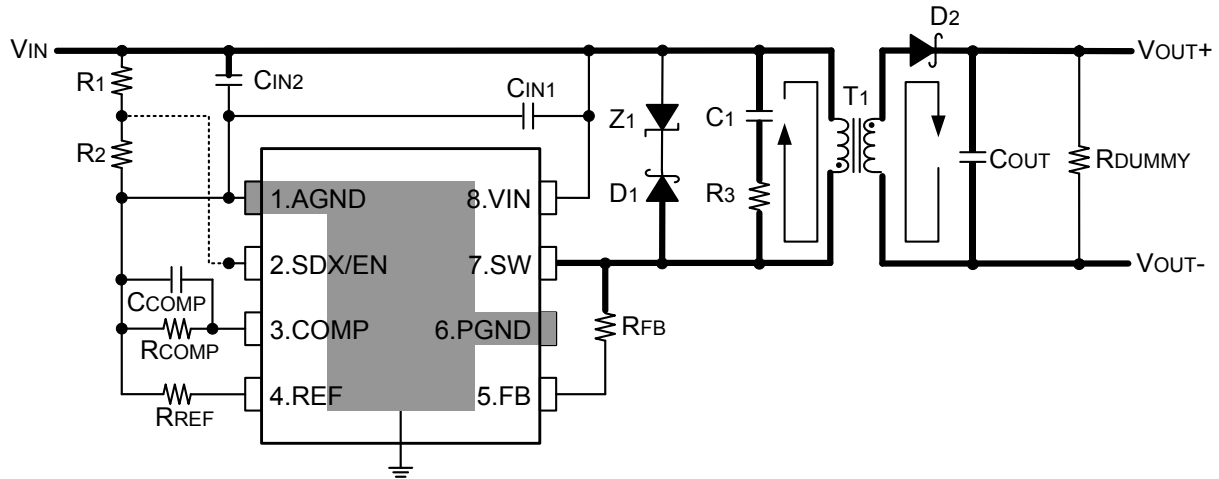 D2
VIN
VOUT+
R1
CIN2
CIN1
Z1
C1
T1
R2
COUT
RDUMMY
1.AGND
8.VIN
D1
R3
2.SDX/EN
7.SW
VOUT-
CCOMP
3.COMP
6.PGND
RFB
RCOMP
4.REF
5.FB
RREF